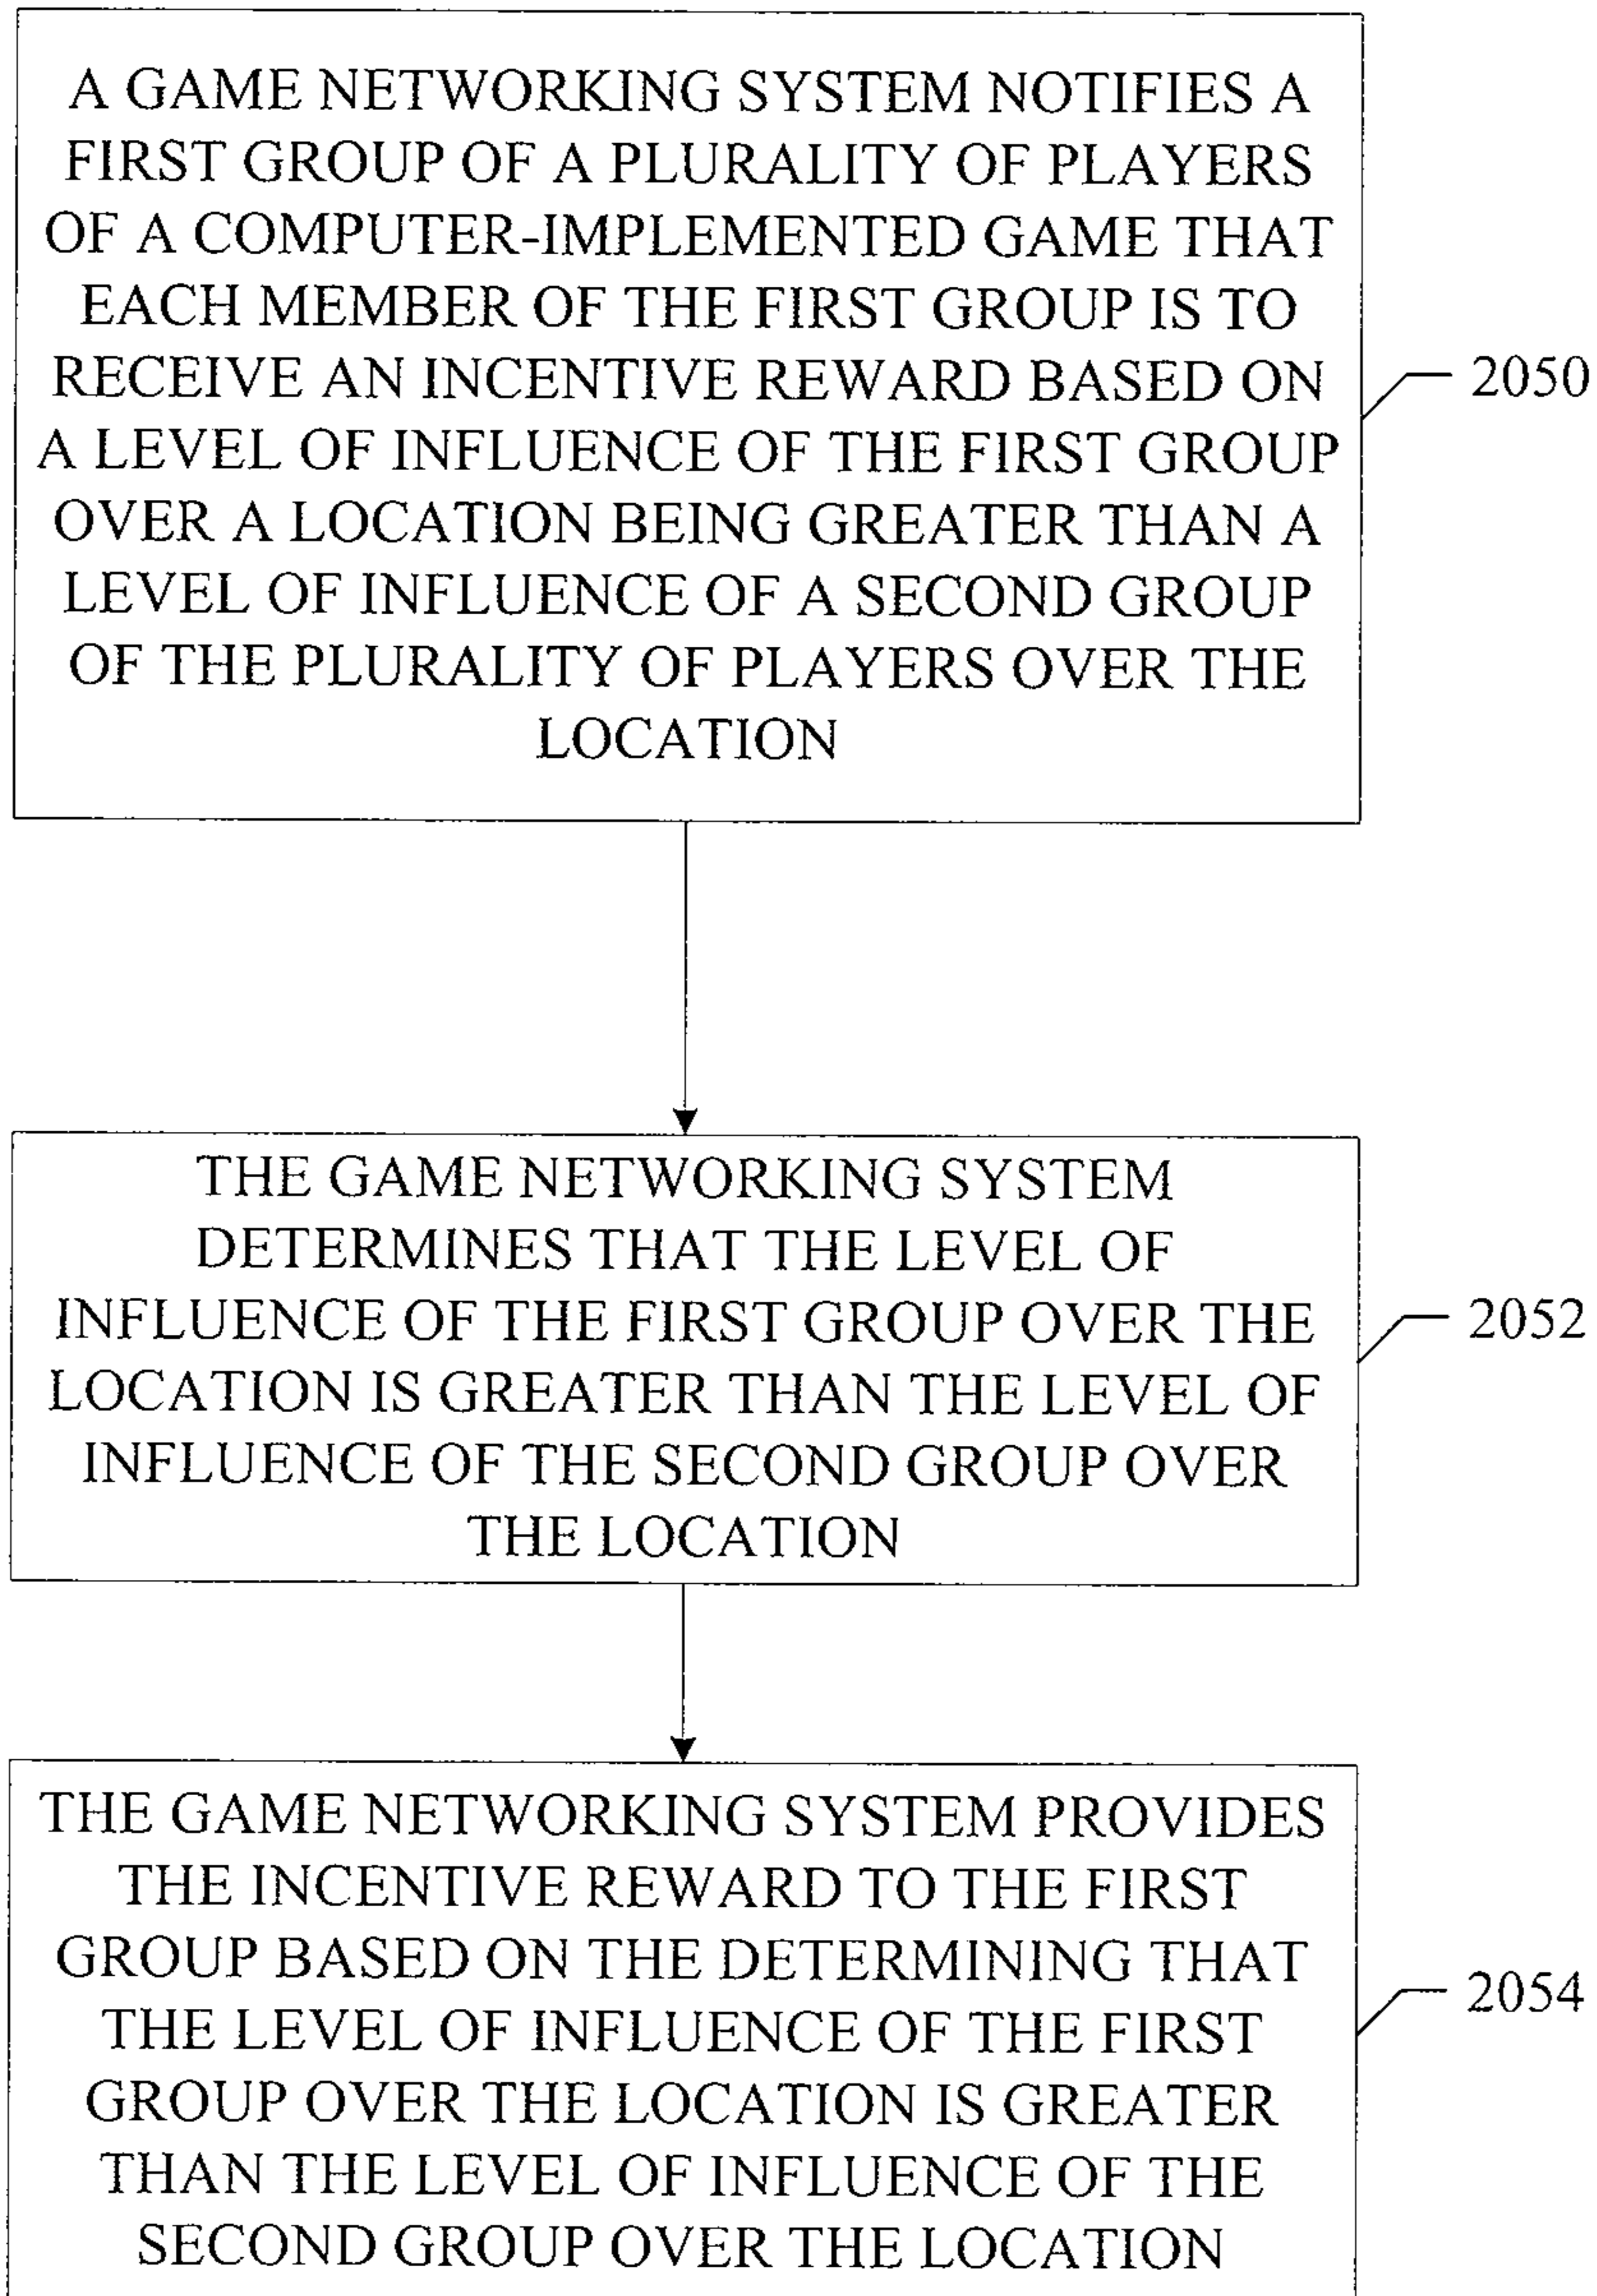 A GAME NETWORKING SYSTEM NOTIFIES A
FIRST GROUP OF A PLURALITY OF PLAYERS
OF A COMPUTER-IMPLEMENTED GAME THAT
EACH MEMBER OF THE FIRST GROUP IS TO
RECEIVE AN INCENTIVE REWARD BASED ON
A LEVEL OF INFLUENCE OF THE FIRST GROUP
OVER A LOCATION BEING GREATER THAN A
LEVEL OF INFLUENCE OF A SECOND GROUP
OF THE PLURALITY OF PLAYERS OVER THE
LOCATION
2050
THE GAME NETWORKING SYSTEM
DETERMINES THAT THE LEVEL OF
INFLUENCE OF THE FIRST GROUP OVER THE
LOCATION IS GREATER THAN THE LEVEL OF
INFLUENCE OF THE SECOND GROUP OVER
THE LOCATION
2052
THE GAME NETWORKING SYSTEM PROVIDES
THE INCENTIVE REWARD TO THE FIRST
GROUP BASED ON THE DETERMINING THAT
THE LEVEL OF INFLUENCE OF THE FIRST
GROUP OVER THE LOCATION IS GREATER
THAN THE LEVEL OF INFLUENCE OF THE
SECOND GROUP OVER THE LOCATION
2054